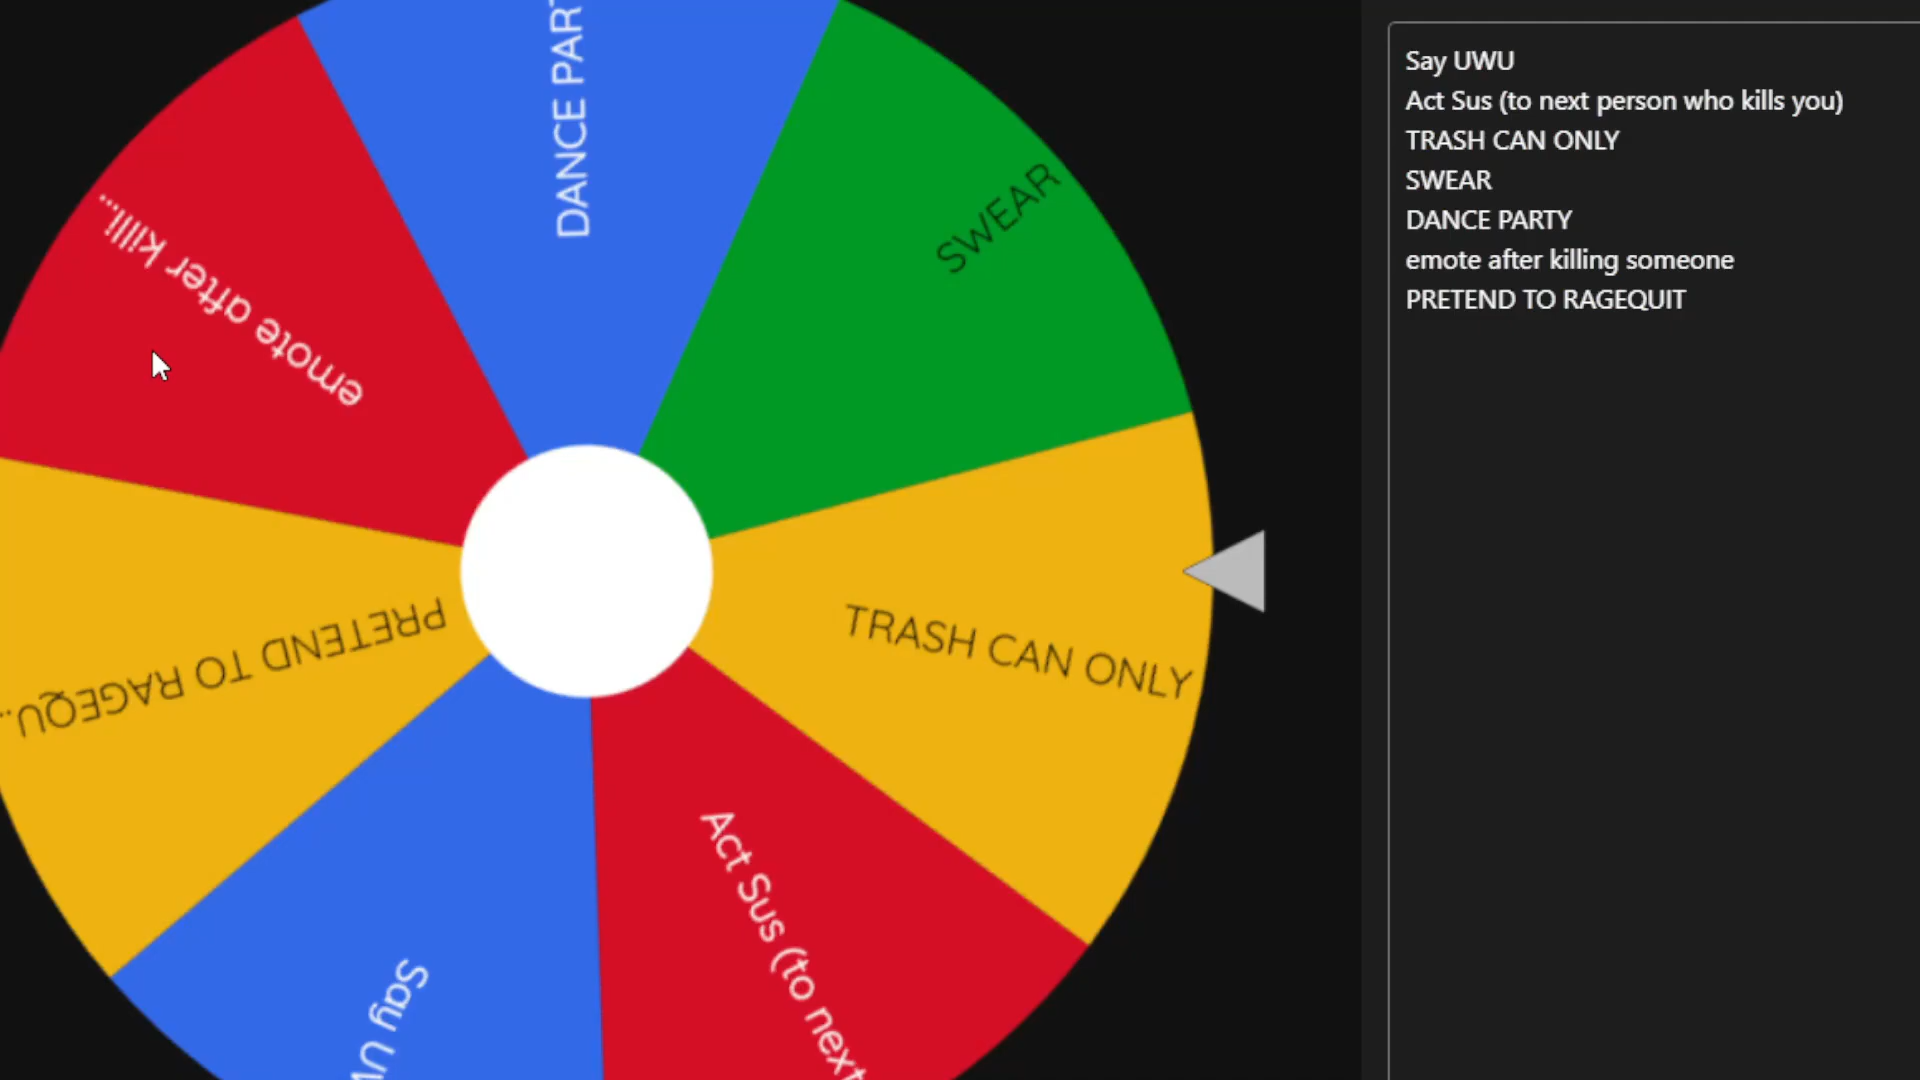 DANCE PAR
SWEAR
emote after killi...
TRASH CAN ONLY
PRETEND TO RAGEQU...
Act Sus (to next
Say UW
Say UWU
Act Sus (to next person who kills you)
TRASH CAN ONLY
SWEAR
DANCE PARTY
emote after killing someone
PRETEND TO RAGEQUIT